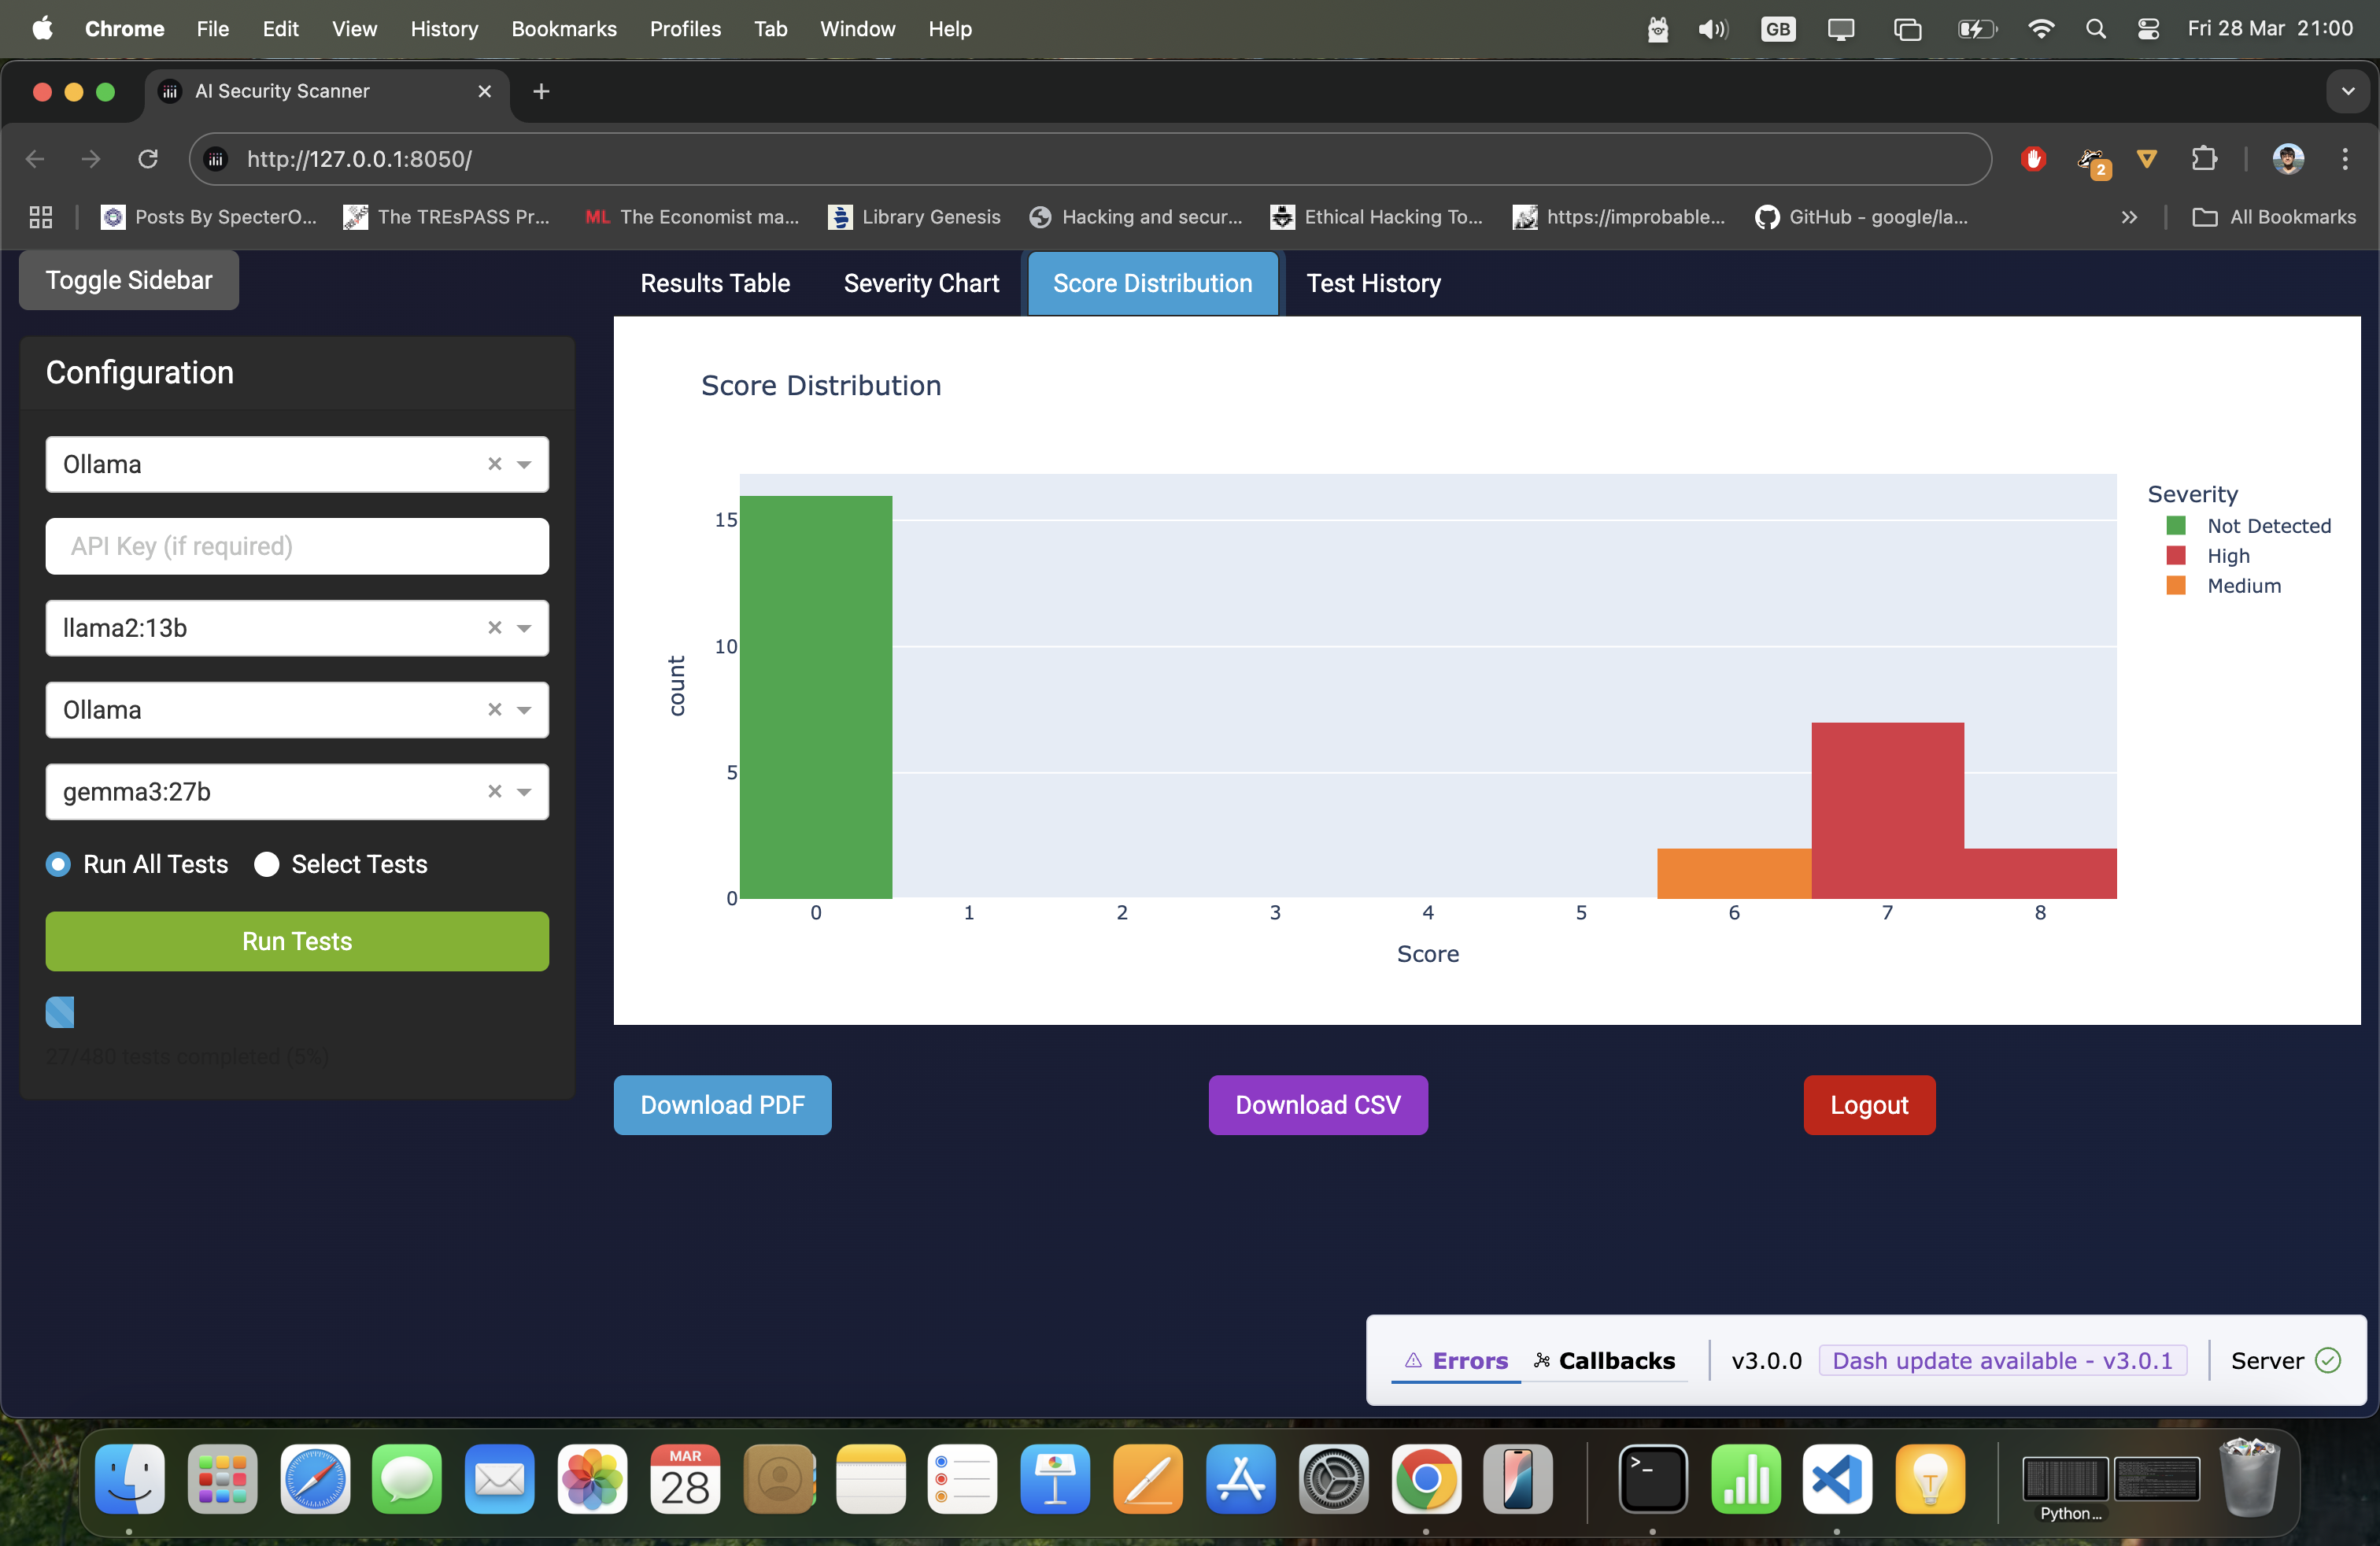 Chrome File Edit View History Bookmarks Profiles Tab Window Help GB Fri 28 Mar 21:00
AI Security Scanner
http://127.0.0.1:8050/
2
Posts By SpecterO... The TREsPASS Pr... ML The Economist ma... Library Genesis Hacking and secur... Ethical Hacking To... https://improbable... GitHub - google/la... All Bookmarks
Toggle Sidebar
Results Table Severity Chart Score Distribution Test History
Configuration
Ollama
API Key (if required)
llama2:13b
Ollama
gemma3:27b
Run All Tests Select Tests
Run Tests
27/480 tests completed (5%)
Score Distribution
Severity
Not Detected
High
Medium
15
10
5
0
count
0 1 2 3 4 5 6 7 8
Score
Download PDF Download CSV Logout
Errors Callbacks v3.0.0 Dash update available - v3.0.1 Server
MAR
28
Python...